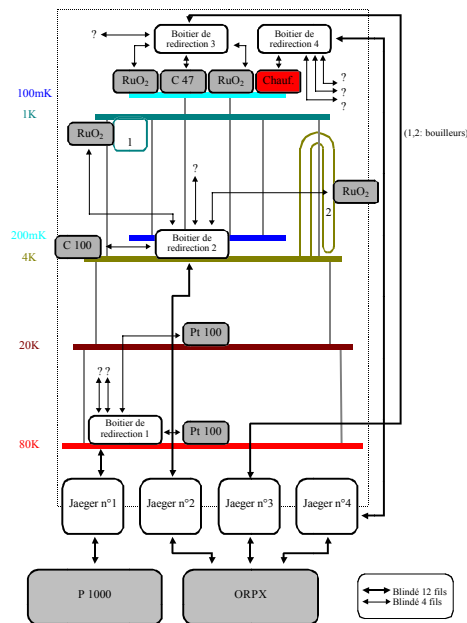 Boitier de
redirection 3
Boitier de
redirection 4
?
RuO2
C 47
RuO2
Chauf.
?
?
?
100mK
1K
(1,2: bouilleurs)
RuO2
1
?
RuO2
2
200mK
Boitier de
redirection 2
C 100
4K
Pt 100
20K
? ?
Boitier de
redirection 1
Pt 100
80K
Jaeger n°1
Jaeger n°2
Jaeger n°3
Jaeger n°4
P 1000
ORPX
Blindé 12 fils
Blindé 4 fils